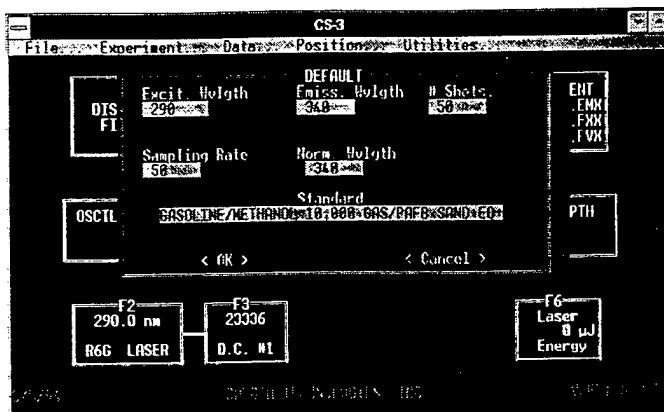 CS-3
File Experiment Data Position Utilities
DEFAULT
Excit. Wvlgth Emiss. Wvlgth # Shots.
290 340 50
Sampling Rate Norm. Wvlgth
50 340
Standard
GASOLINE/METHANOL 10,000 GAS/RAFB SAND EQ
< OK > < Cancel >
DIS
FI
ENT
.EMX
.FXX
.FVX
OSCTL
PTH
F2
290.0 nm
R6G LASER
F3
23336
D.C. #1
F6
Laser
0 µJ
Energy